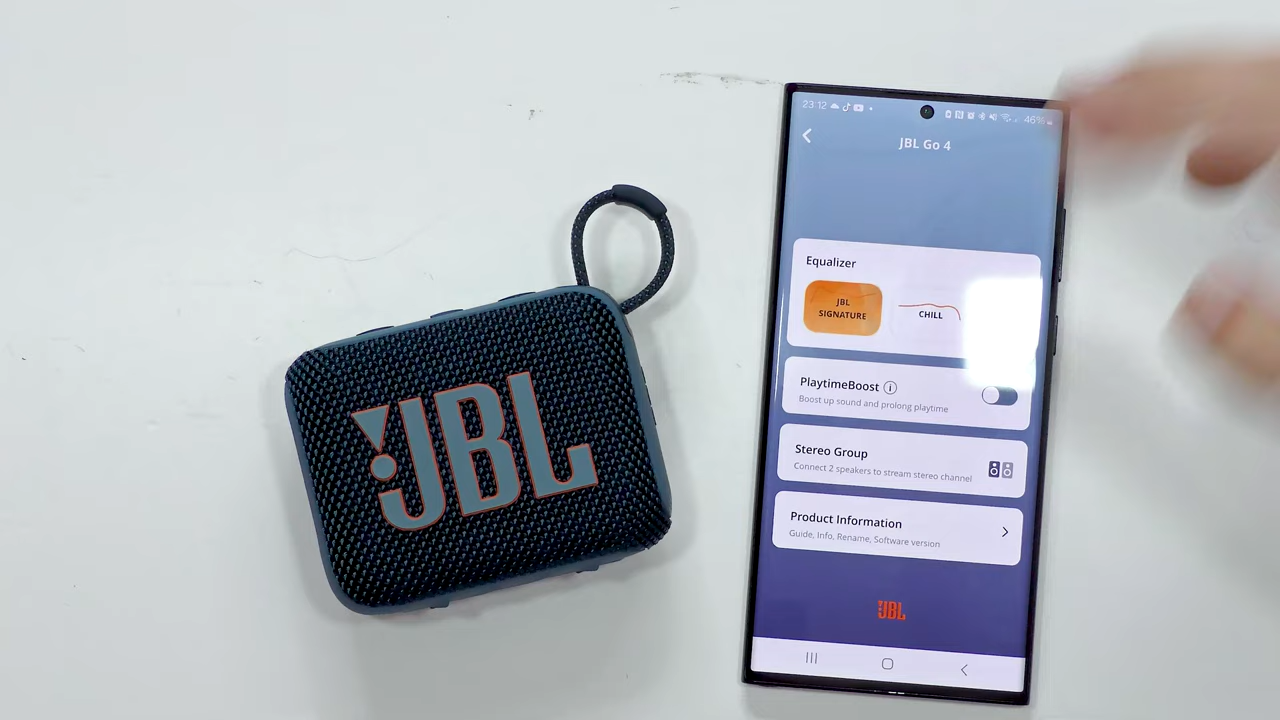 JBL
23:12
46%
JBL Go 4
Equalizer
JBL
SIGNATURE
CHILL
PlaytimeBoost
Boost up sound and prolong playtime
Stereo Group
Connect 2 speakers to stream stereo channel
Product Information
Guide, Info, Rename, Software version
JBL